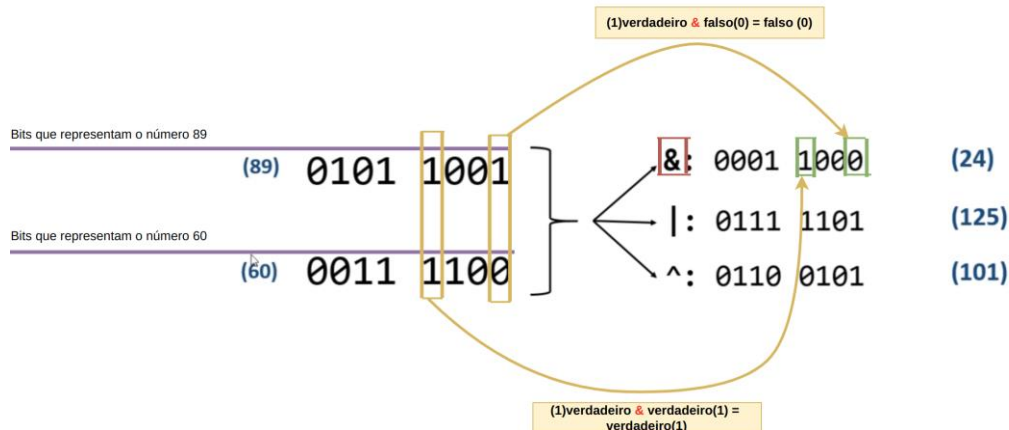 (1)verdadeiro & falso(0) = falso (0)
Bits que representam o número 89
(89) 0101 1001
&: 0001 1000 (24)
|: 0111 1101 (125)
Bits que representam o número 60
(60) 0011 1100
^: 0110 0101 (101)
(1)verdadeiro & verdadeiro(1) =
verdadeiro(1)